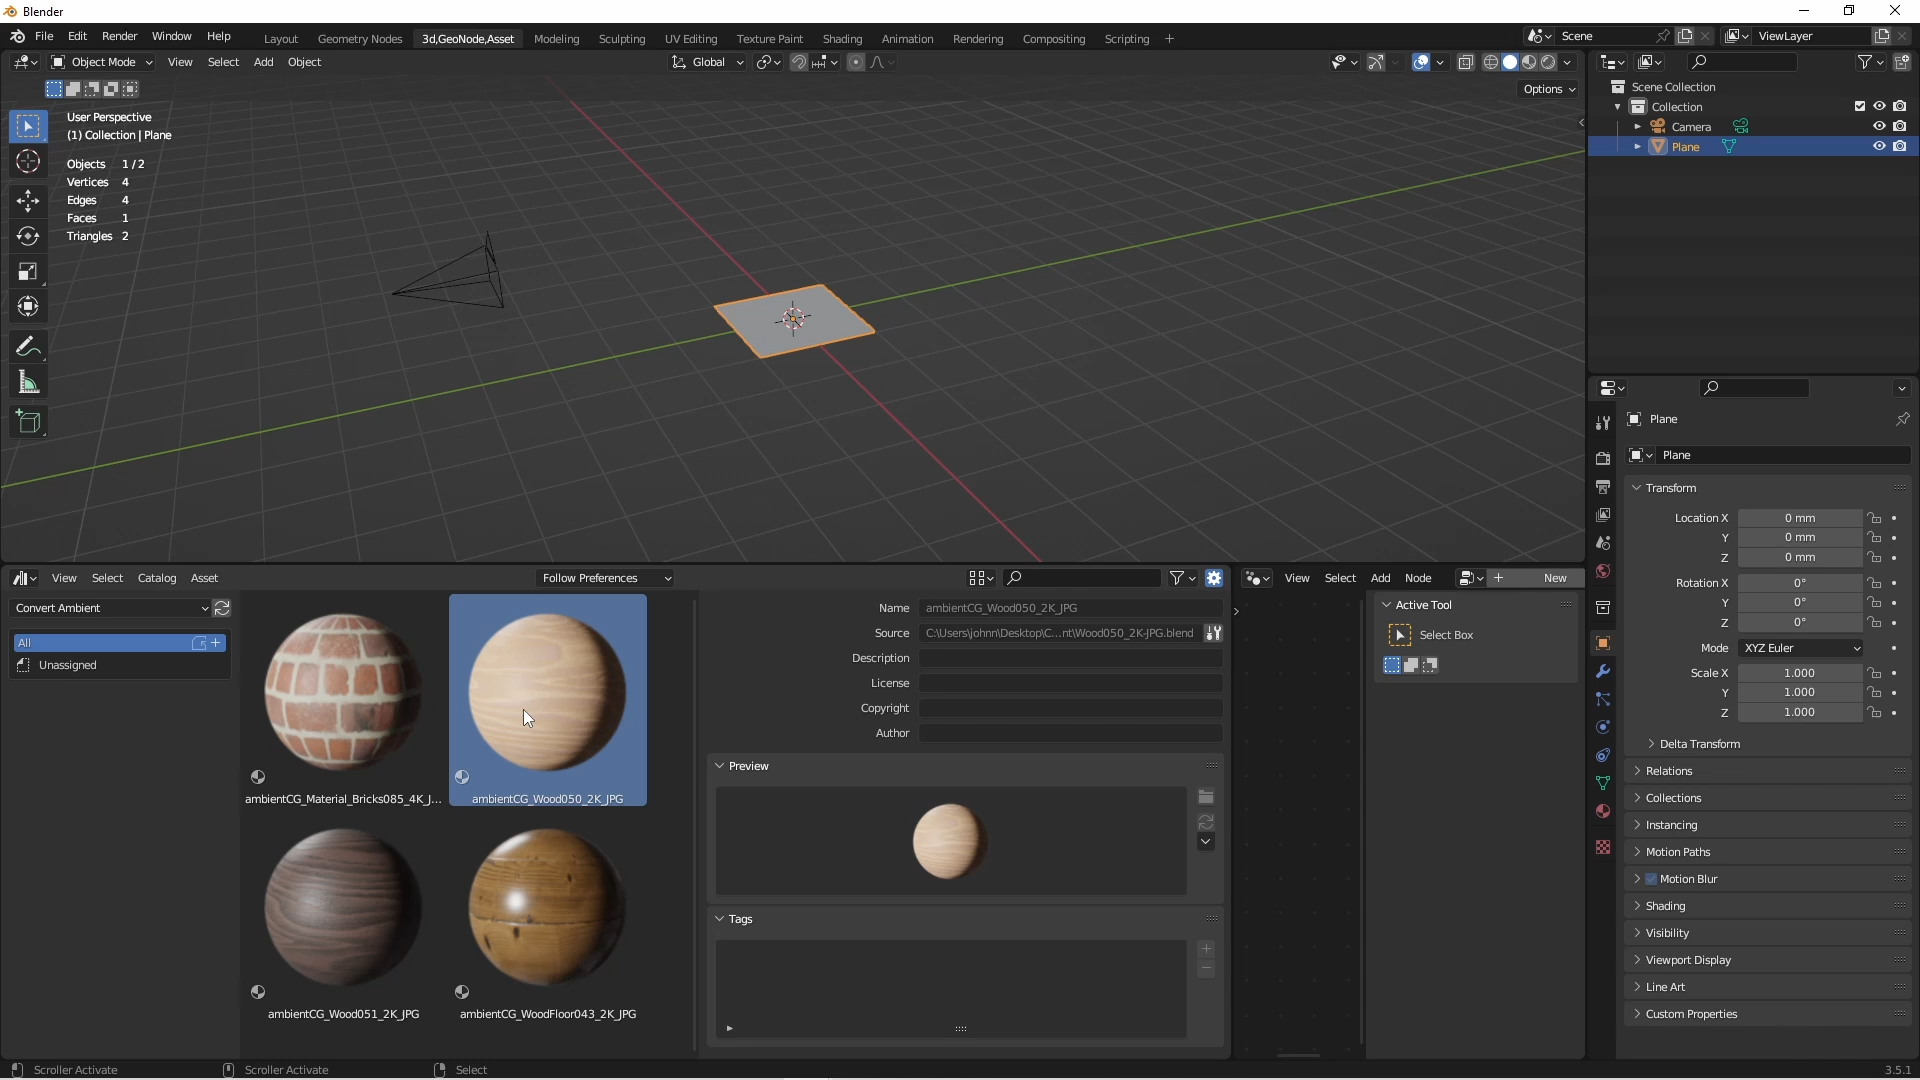 Blender
File Edit Render Window Help
Layout Geometry Nodes 3d,GeoNode,Asset Modeling Sculpting UV Editing Texture Paint Shading Animation Rendering Compositing Scripting +
Scene
ViewLayer
Object Mode View Select Add Object
Global
Options
User Perspective
(1) Collection | Plane
Objects 1/2
Vertices 4
Edges 4
Faces 1
Triangles 2
Scene Collection
Collection
Camera
Plane
Plane
Plane
Transform
Location X 0 mm
Y 0 mm
Z 0 mm
Rotation X 0°
Y 0°
Z 0°
Mode XYZ Euler
Scale X 1.000
Y 1.000
Z 1.000
Delta Transform
Relations
Collections
Instancing
Motion Paths
Motion Blur
Shading
Visibility
Viewport Display
Line Art
Custom Properties
View Select Catalog Asset
Follow Preferences
Convert Ambient
All
Unassigned
ambientCG_Material_Bricks085_4K_J...
ambientCG_Wood050_2K_JPG
ambientCG_Wood051_2K_JPG
ambientCG_WoodFloor043_2K_JPG
Name ambientCG_Wood050_2K_JPG
Source C:\Users\johnn\Desktop\C...nt\Wood050_2K-JPG.blend
Description
License
Copyright
Author
Preview
Tags
View Select Add Node
New
Active Tool
Select Box
Scroller Activate
Scroller Activate
Select
3.5.1